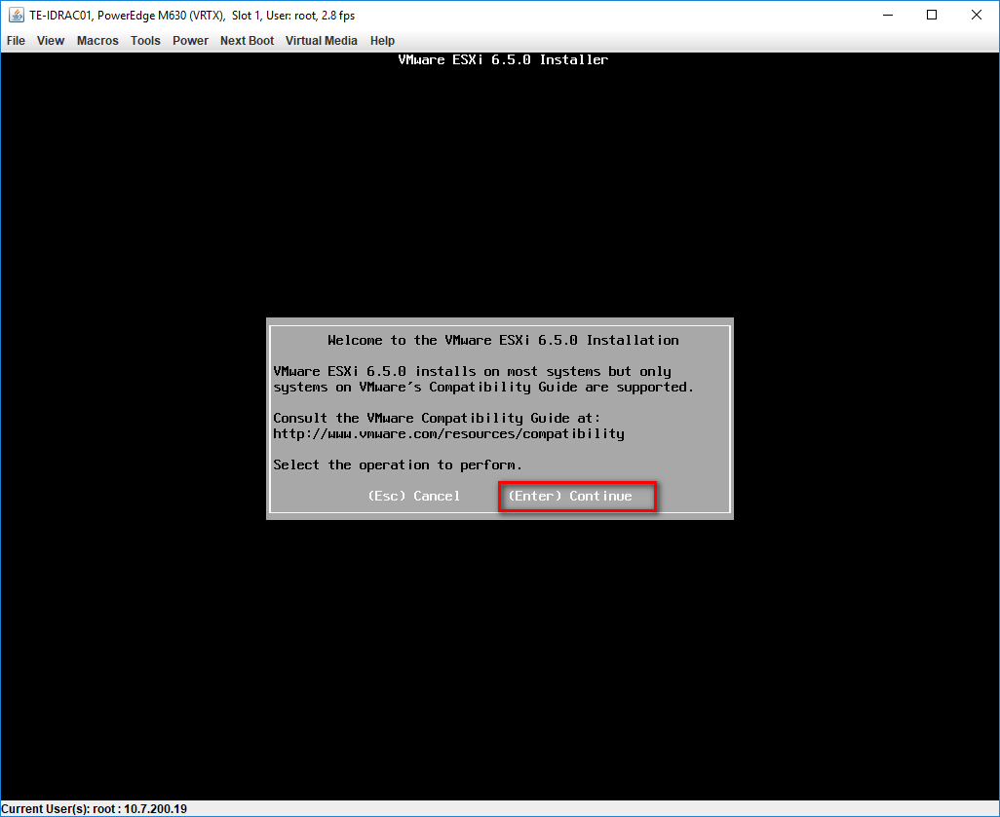 TE-IDRAC01, PowerEdge M630 (VRTX), Slot 1, User: root, 2.8 fps
File View Macros Tools Power Next Boot Virtual Media Help
VMware ESXi 6.5.0 Installer
Welcome to the VMware ESXi 6.5.0 Installation
VMware ESXi 6.5.0 installs on most systems but only
systems on VMware's Compatibility Guide are supported.
Consult the VMware Compatibility Guide at:
http://www.vmware.com/resources/compatibility
Select the operation to perform.
(Esc) Cancel (Enter) Continue
Current User(s): root : 10.7.200.19